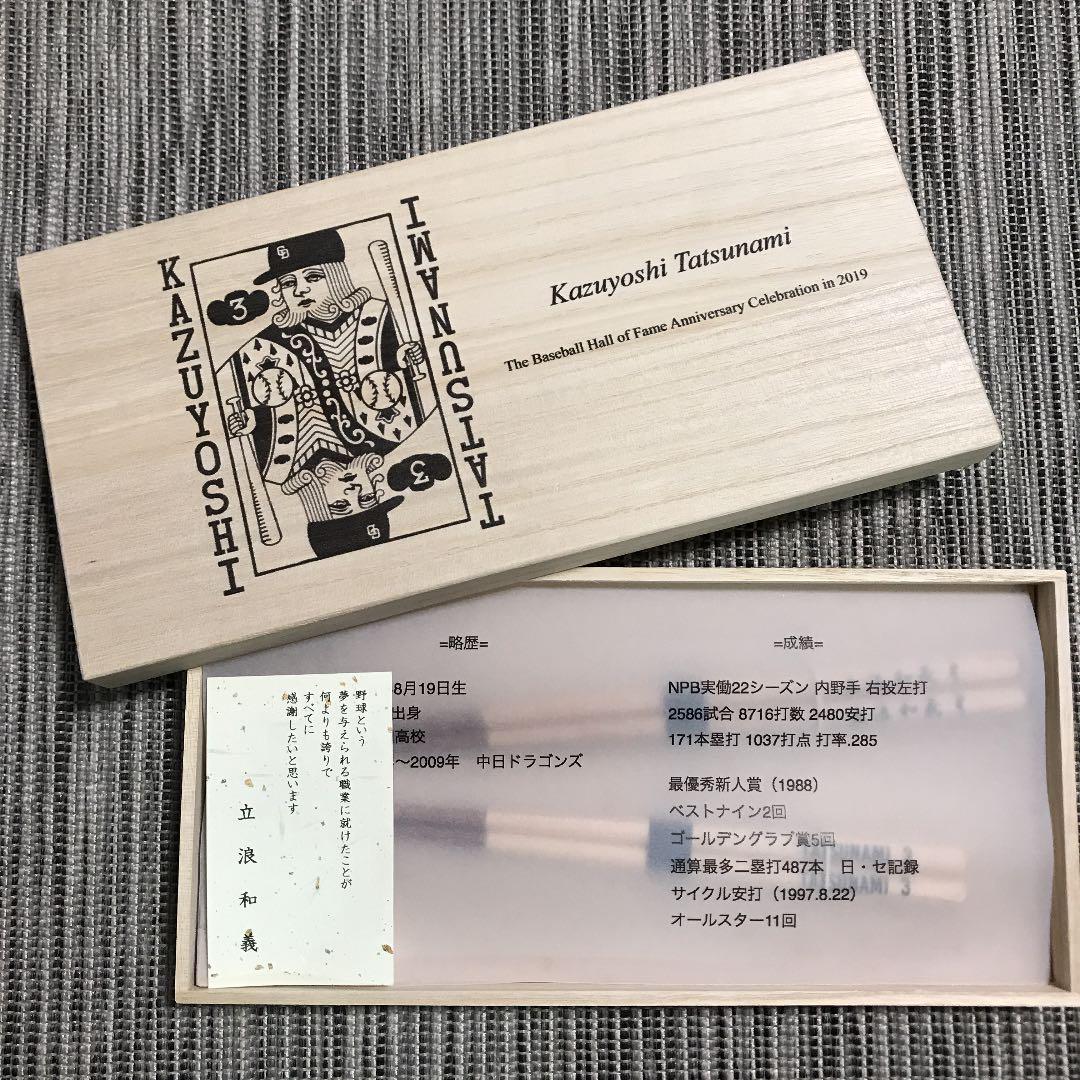 KAZUYOSHI
TATSUNAMI
3
3
Kazuyoshi Tatsunami
The Baseball Hall of Fame Anniversary Celebration in 2019
=略歴=
8月19日生
出身
高校
〜2009年 中日ドラゴンズ
=成績=
NPB実働22シーズン 内野手 右投左打
2586試合 8716打数 2480安打
171本塁打 1037打点 打率.285
最優秀新人賞（1988）
ベストナイン2回
ゴールデングラブ賞5回
通算最多二塁打487本 日・セ記録
サイクル安打（1997.8.22）
オールスター11回
野球という
夢を与えられる職業に就けたことが
何よりも誇りで
すべてに
感謝したいと思います
立浪和義
TATSUNAMI 3
TATSUNAMI 3